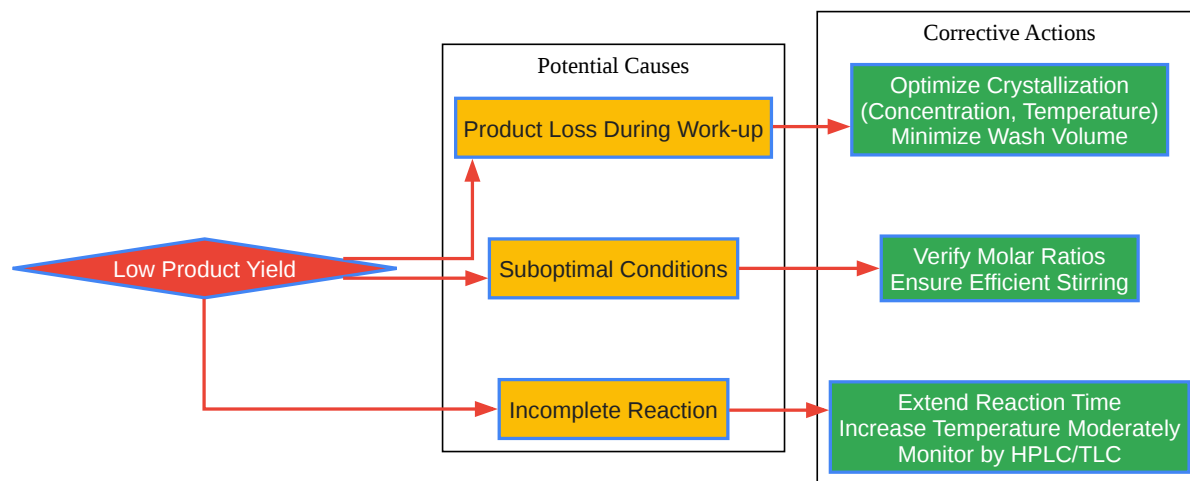 Corrective Actions
Potential Causes
Optimize Crystallization
(Concentration, Temperature)
Minimize Wash Volume
Product Loss During Work-up
Low Product Yield
Suboptimal Conditions
Verify Molar Ratios
Ensure Efficient Stirring
Incomplete Reaction
Extend Reaction Time
Increase Temperature Moderately
Monitor by HPLC/TLC